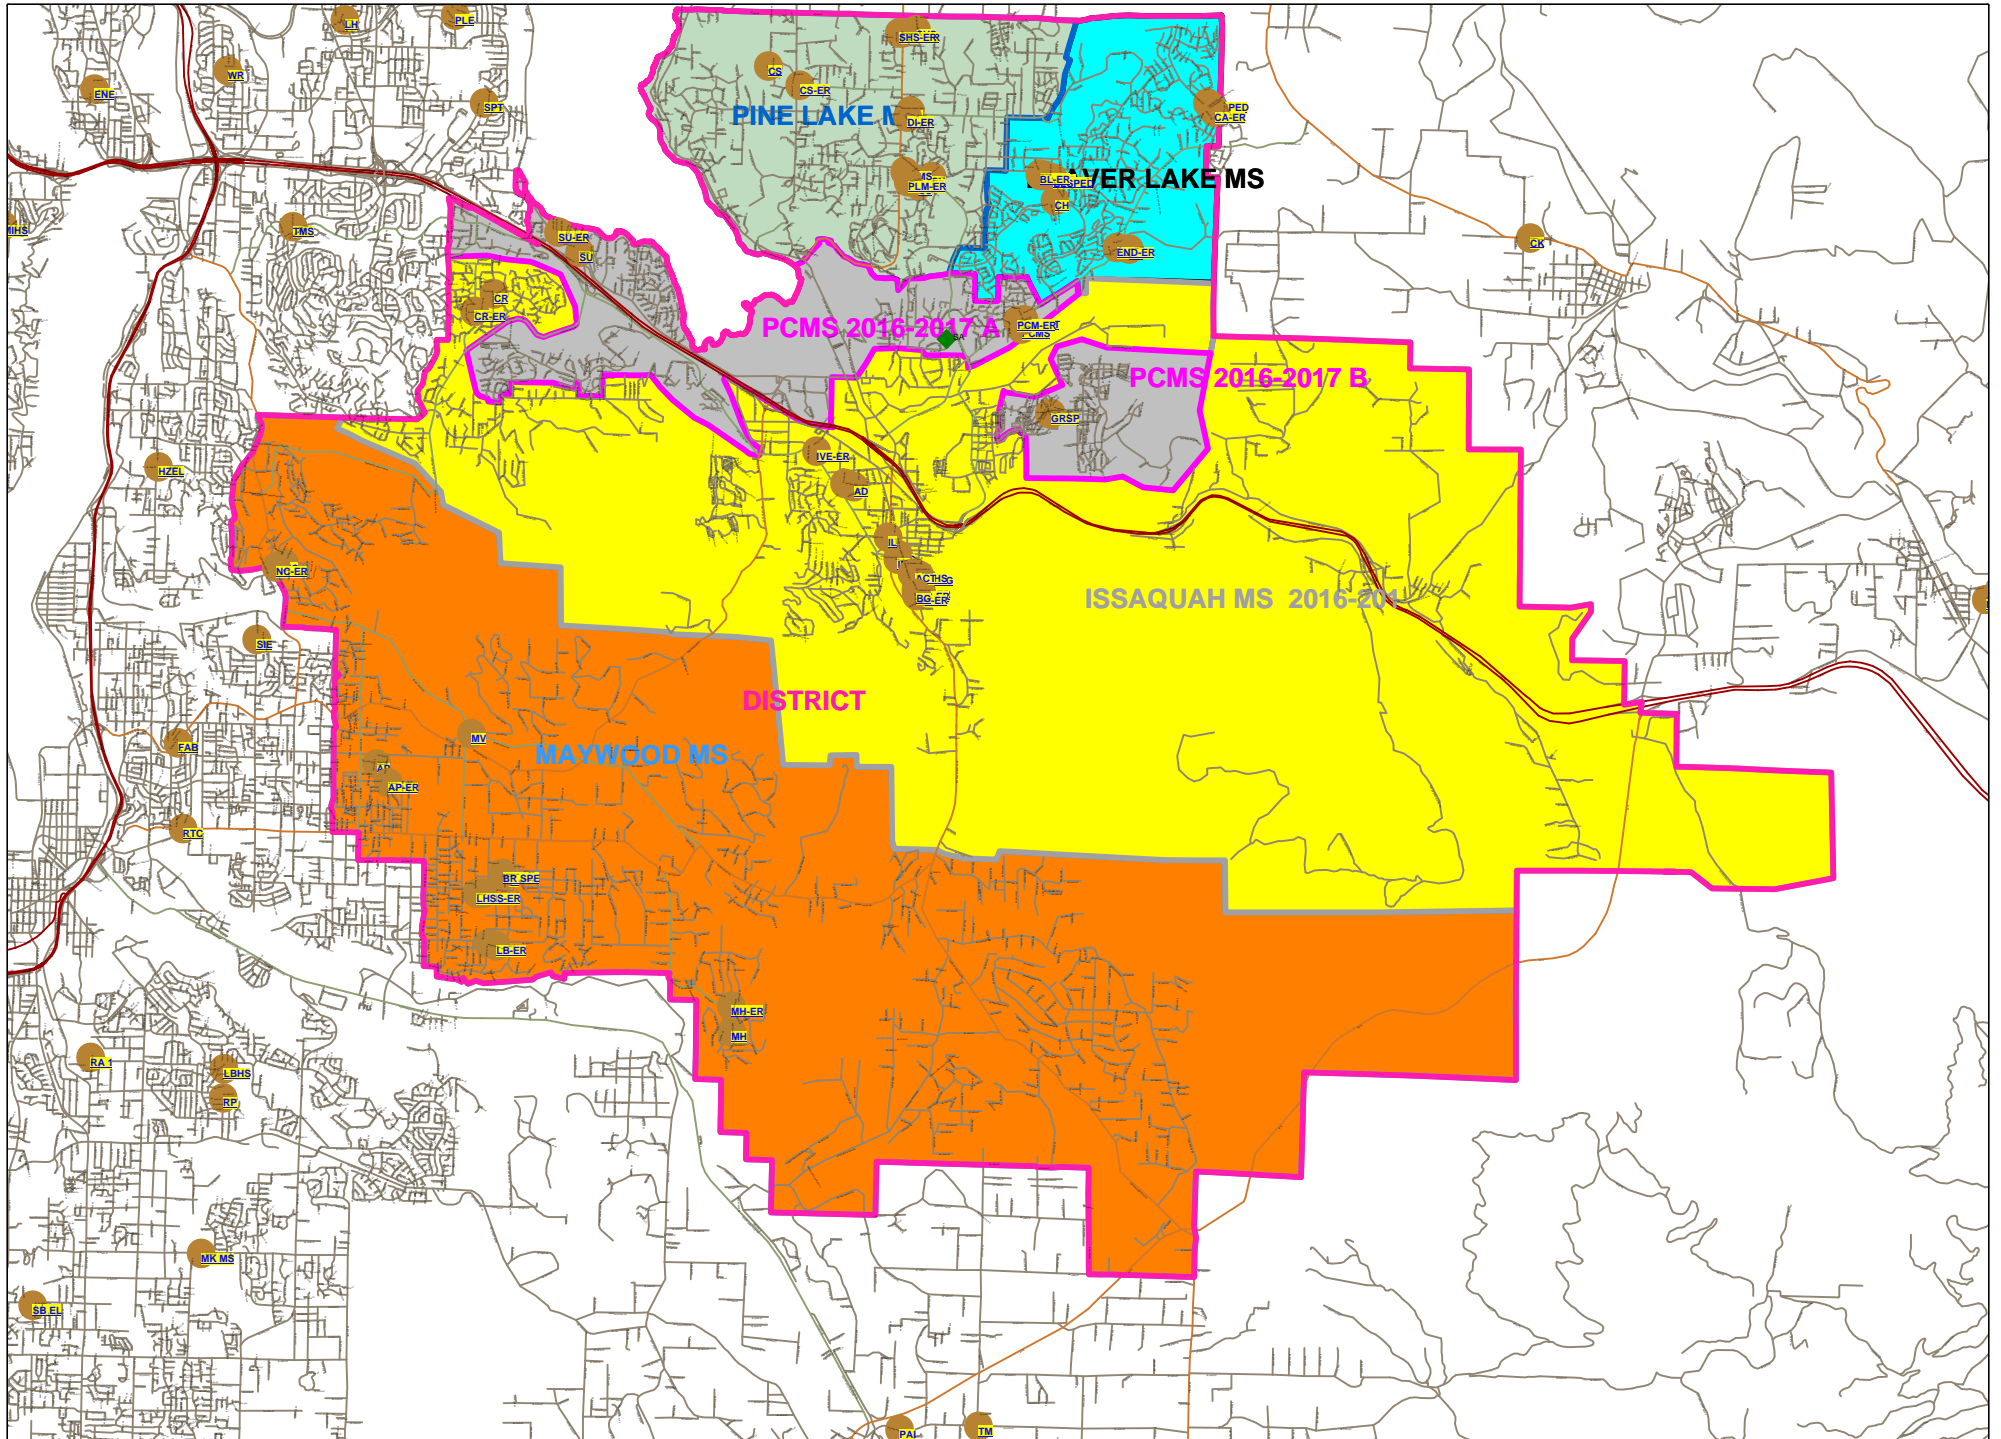 LH
PLE
SHS-ER
WR
CS
ENE
CS-ER
SPT
PINE LAKE M
DI-ER
PED
CA-ER
BL-ER
VER LAKE MS
PLM-ER
CH
TMS
SU-ER
SU
END-ER
CK
CR
CR-ER
PCMS 2016-2017 A
PCM-ER
PCMS
SA
PCMS 2016-2017 B
GRSP
IVE-ER
HZEL
AD
IL
NC-ER
ACTHS
BG-ER
ISSAQUAH MS 2016-201
SIE
DISTRICT
MV
FAB
MAYWOOD MS
AP
AP-ER
RTC
BR SPE
LHSS-ER
LB-ER
MH-ER
MH
RA 1
LBHS
RP
MK MS
SB EL
PAI
TM